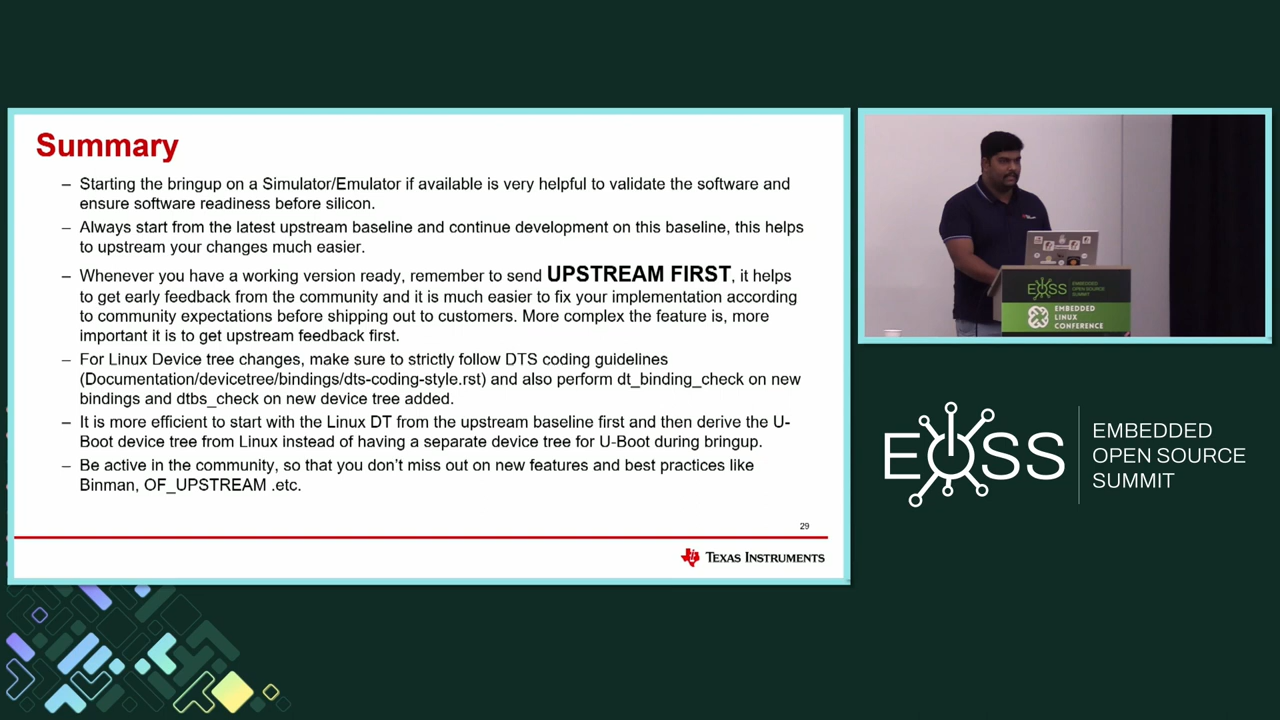 Summary
– Starting the bringup on a Simulator/Emulator if available is very helpful to validate the software and
ensure software readiness before silicon.
– Always start from the latest upstream baseline and continue development on this baseline, this helps
to upstream your changes much easier.
– Whenever you have a working version ready, remember to send UPSTREAM FIRST, it helps
to get early feedback from the community and it is much easier to fix your implementation according
to community expectations before shipping out to customers. More complex the feature is, more
important it is to get upstream feedback first.
– For Linux Device tree changes, make sure to strictly follow DTS coding guidelines
(Documentation/devicetree/bindings/dts-coding-style.rst) and also perform dt_binding_check on new
bindings and dtbs_check on new device tree added.
– It is more efficient to start with the Linux DT from the upstream baseline first and then derive the U-
Boot device tree from Linux instead of having a separate device tree for U-Boot during bringup.
– Be active in the community, so that you don’t miss out on new features and best practices like
Binman, OF_UPSTREAM .etc.
29
TEXAS INSTRUMENTS
EOSS
EMBEDDED
OPEN SOURCE
SUMMIT
EMBEDDED
LINUX
CONFERENCE
EOSS
EMBEDDED
OPEN SOURCE
SUMMIT